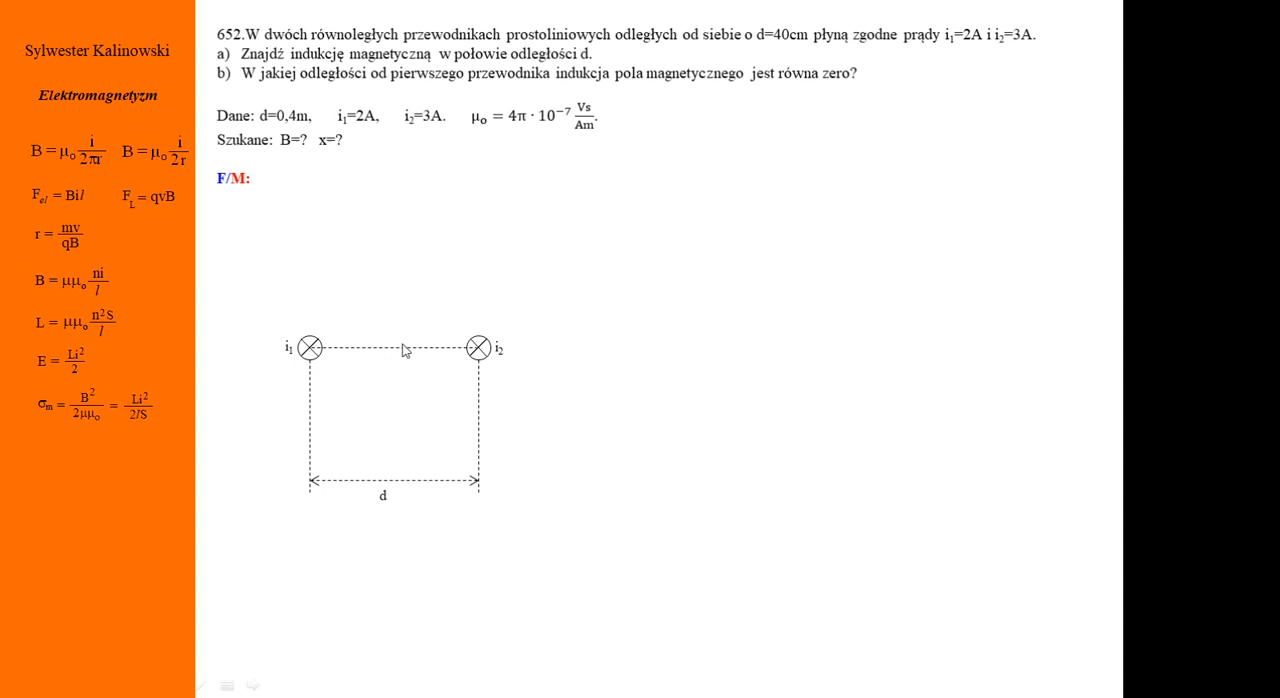 Sylwester Kalinowski
Elektromagnetyzm
B = μₒ i/2πr B = μₒ i/2r
Fₑₗ = Bil F_L = qvB
r = mv/qB
B = μμₒ ni/l
L = μμₒ n²S/l
E = Li²/2
σₘ = B²/2μμₒ = Li²/2lS
652.W dwóch równoległych przewodnikach prostoliniowych odległych od siebie o d=40cm płyną zgodne prądy i₁=2A i i₂=3A.
a) Znajdź indukcję magnetyczną w połowie odległości d.
b) W jakiej odległości od pierwszego przewodnika indukcja pola magnetycznego jest równa zero?
Dane: d=0,4m, i₁=2A, i₂=3A. μₒ = 4π · 10⁻⁷ Vs/Am.
Szukane: B=? x=?
F/M:
i₁ i₂
d